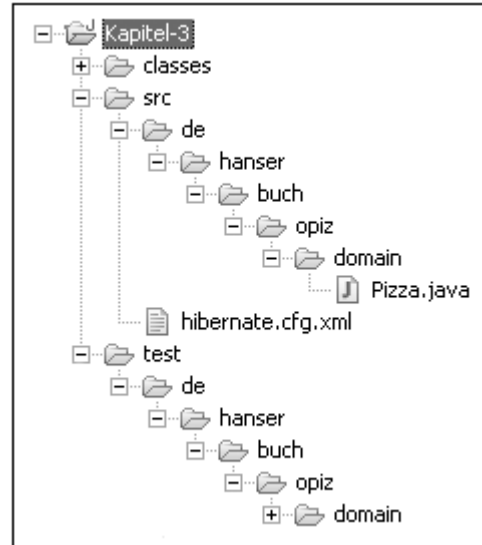 Kapitel-3
classes
src
de
hanser
buch
opiz
domain
Pizza.java
hibernate.cfg.xml
test
de
hanser
buch
opiz
domain